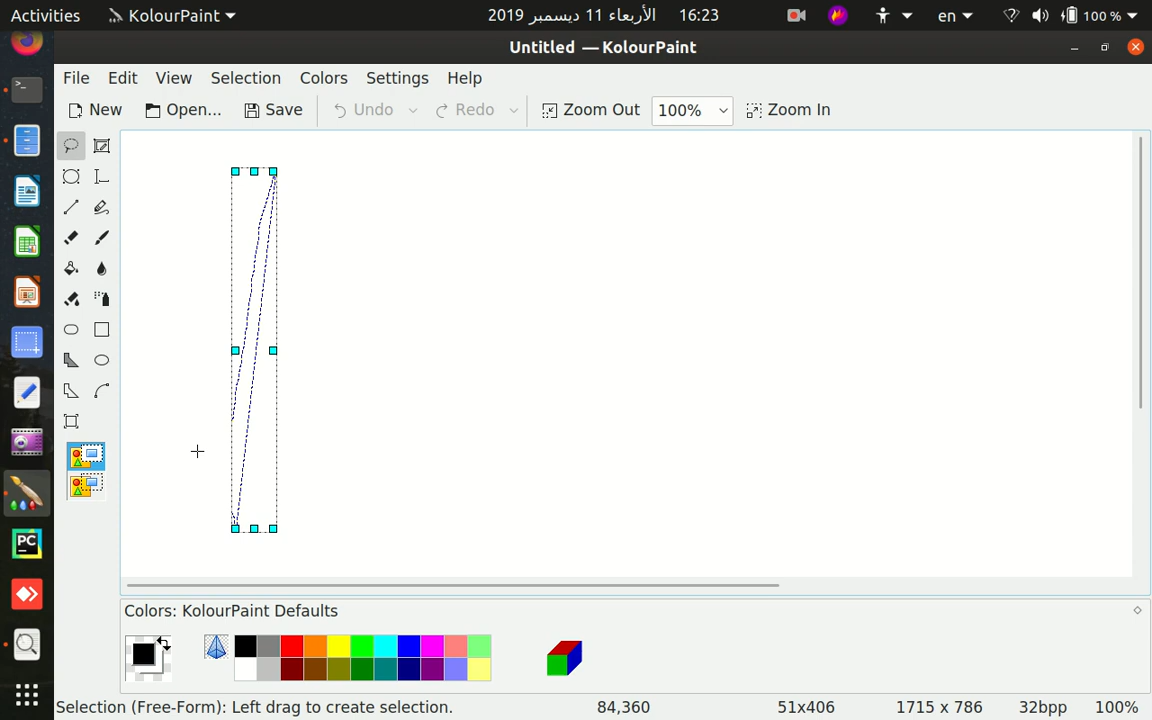 Activities KolourPaint الأربعاء 11 ديسمبر 2019 16:23 en 100 %
Untitled — KolourPaint
File Edit View Selection Colors Settings Help
New Open... Save Undo Redo Zoom Out 100% Zoom In
PC
Colors: KolourPaint Defaults
Selection (Free-Form): Left drag to create selection. 84,360 51x406 1715 x 786 32bpp 100%